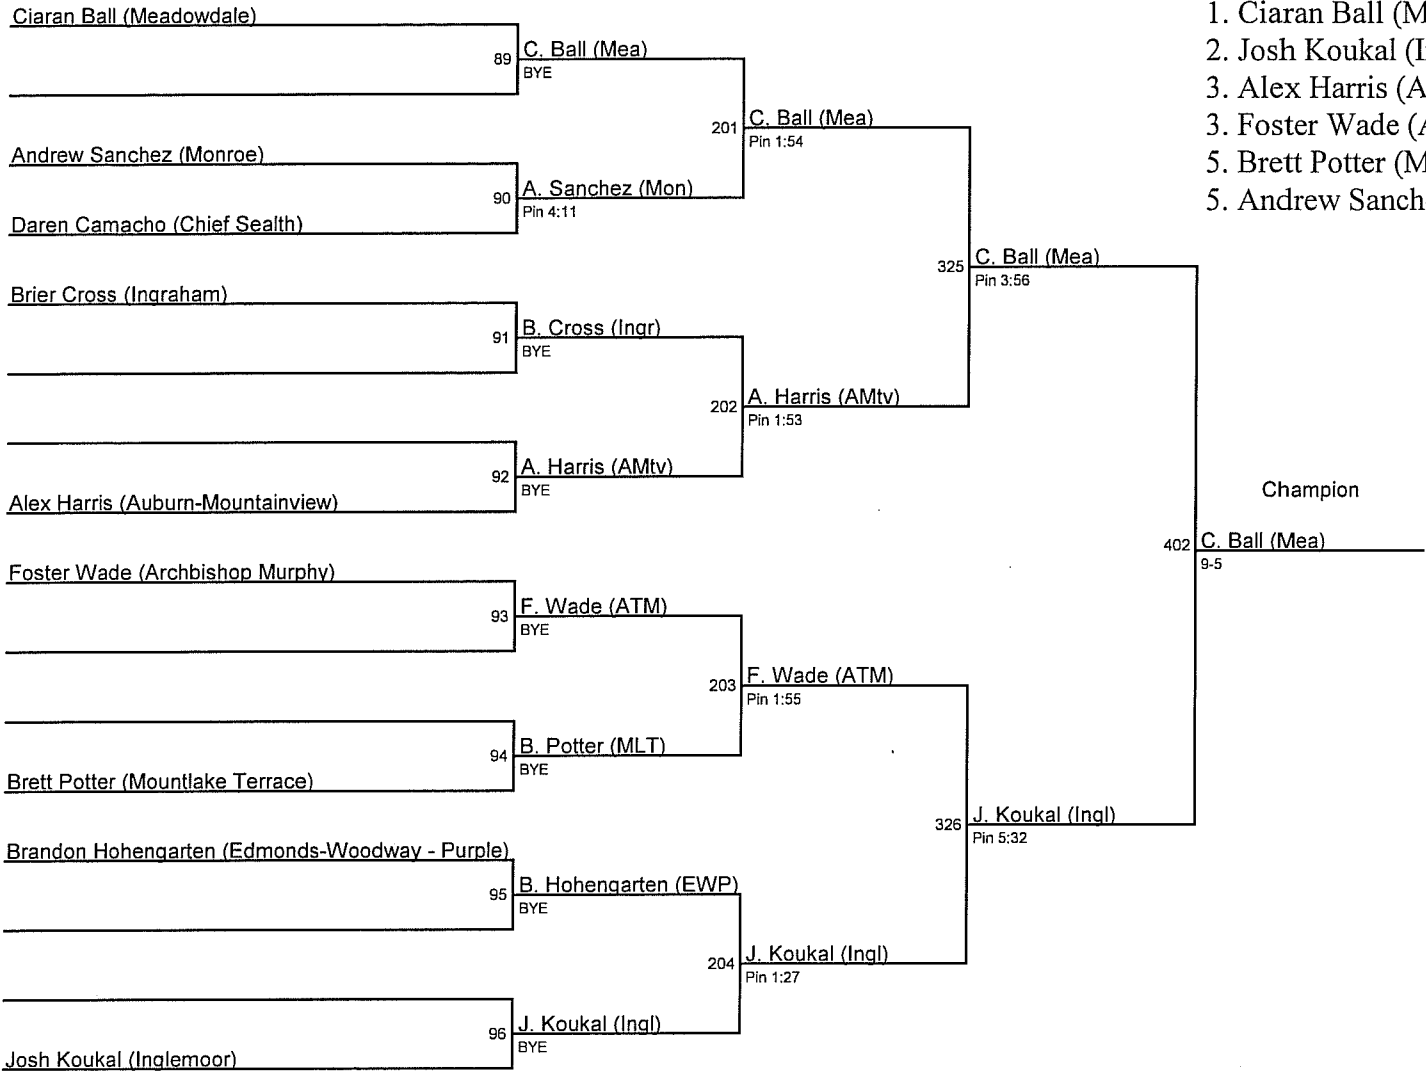 Ciaran Ball (Meadowdale)
89 C. Ball (Mea)
BYE
201 C. Ball (Mea)
Pin 1:54
Andrew Sanchez (Monroe)
90 A. Sanchez (Mon)
Pin 4:11
Daren Camacho (Chief Sealth)
325 C. Ball (Mea)
Pin 3:56
Brier Cross (Ingraham)
91 B. Cross (Ingr)
BYE
202 A. Harris (AMtv)
Pin 1:53
92 A. Harris (AMtv)
BYE
Alex Harris (Auburn-Mountainview)
Champion
402 C. Ball (Mea)
9-5
Foster Wade (Archbishop Murphy)
93 F. Wade (ATM)
BYE
203 F. Wade (ATM)
Pin 1:55
94 B. Potter (MLT)
BYE
Brett Potter (Mountlake Terrace)
326 J. Koukal (Ingl)
Pin 5:32
Brandon Hohengarten (Edmonds-Woodway - Purple)
95 B. Hohengarten (EWP)
BYE
204 J. Koukal (Ingl)
Pin 1:27
96 J. Koukal (Ingl)
BYE
Josh Koukal (Inglemoor)
1. Ciaran Ball (M
2. Josh Koukal (I
3. Alex Harris (A
3. Foster Wade (A
5. Brett Potter (M
5. Andrew Sanch